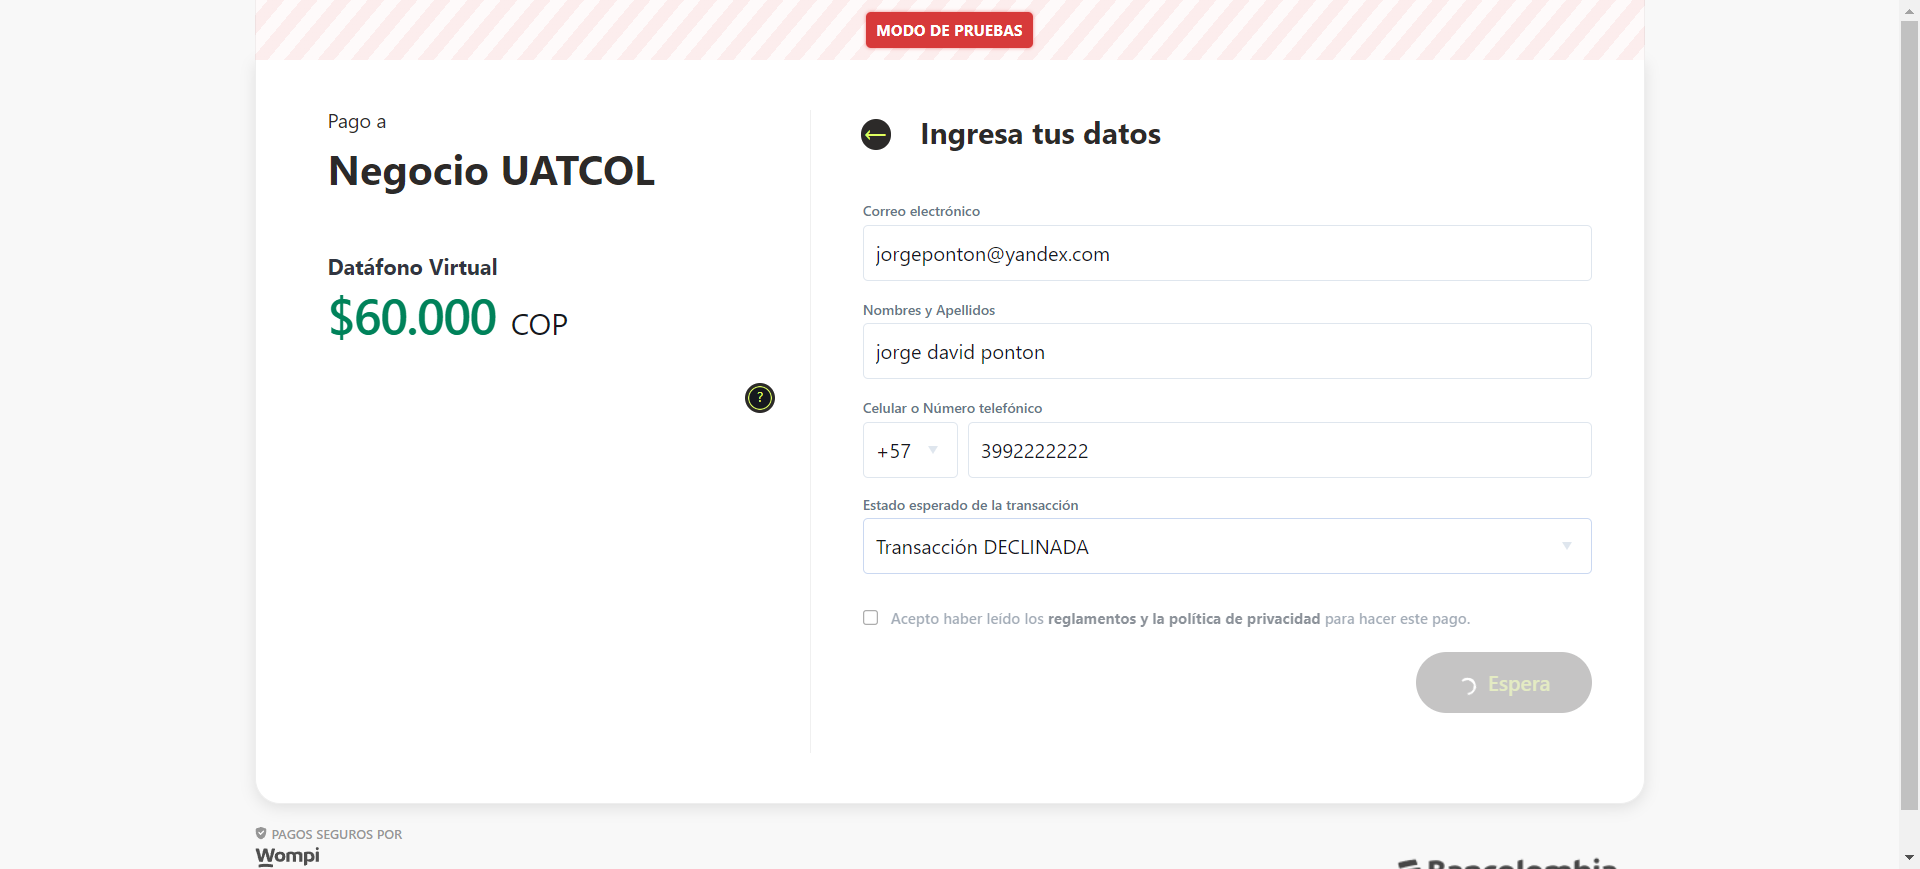 MODO DE PRUEBAS
Pago a
Negocio UATCOL
Datáfono Virtual
$60.000 COP
?
Ingresa tus datos
Correo electrónico
jorgeponton@yandex.com
Nombres y Apellidos
jorge david ponton
Celular o Número telefónico
+57 3992222222
Estado esperado de la transacción
Transacción DECLINADA
Acepto haber leído los reglamentos y la política de privacidad para hacer este pago.
Espera
PAGOS SEGUROS POR
Wompi
Bancolombia